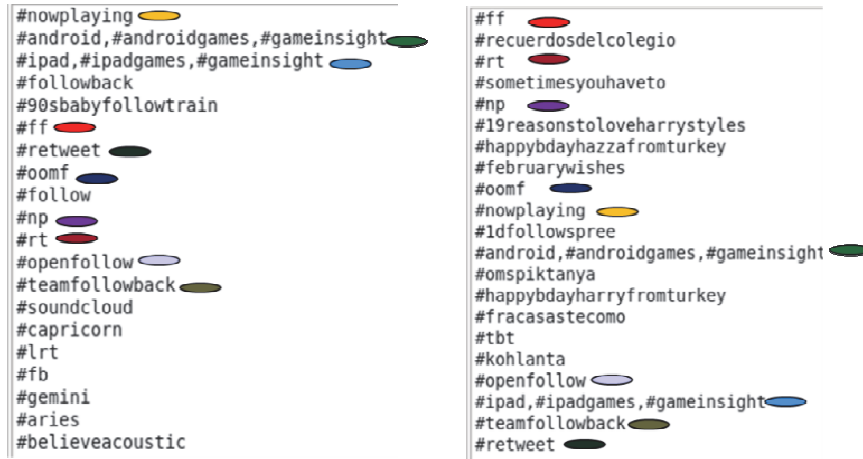 #nowplaying
#android,#androidgames,#gameinsight
#ipad,#ipadgames,#gameinsight
#followback
#90sbabyfollowtrain
#ff
#retweet
#oomf
#follow
#np
#rt
#openfollow
#teamfollowback
#soundcloud
#capricorn
#lrt
#fb
#gemini
#aries
#believeacoustic
#ff
#recuerdosdelcolegio
#rt
#sometimesyouhaveto
#np
#19reasonstoloveharrystyles
#happybdayhazzafromturkey
#februarywishes
#oomf
#nowplaying
#1dfollowspree
#android,#androidgames,#gameinsight
#omspiktanya
#happybdayharryfromturkey
#fracasastecomo
#tbt
#kohlanta
#openfollow
#ipad,#ipadgames,#gameinsight
#teamfollowback
#retweet